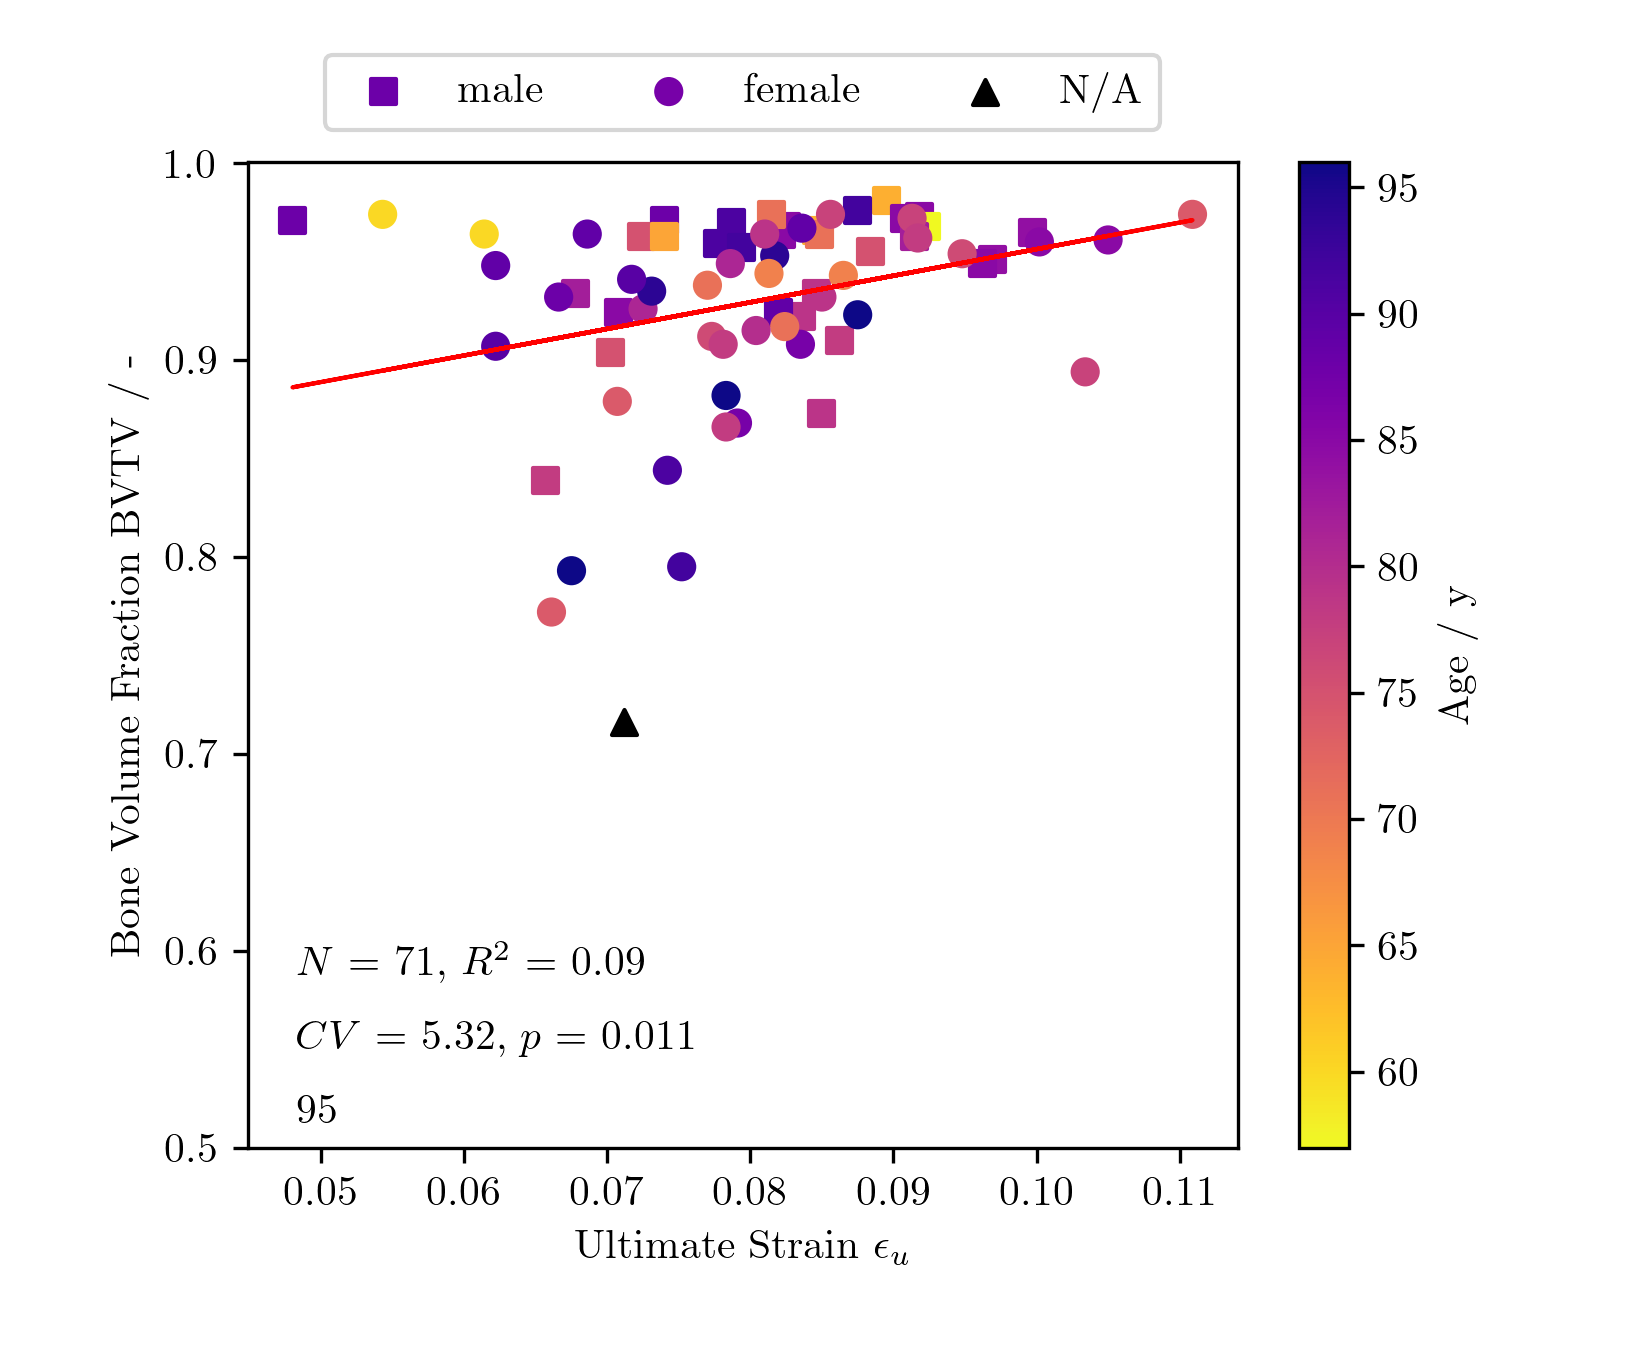 male female N/A
1.0
0.9
0.8
0.7
0.6
0.5
Bone Volume Fraction BVTV / -
N = 71, R² = 0.09
CV = 5.32, p = 0.011
95
0.05 0.06 0.07 0.08 0.09 0.10 0.11
Ultimate Strain ϵᵤ
95
90
85
80
75
70
65
60
Age / y